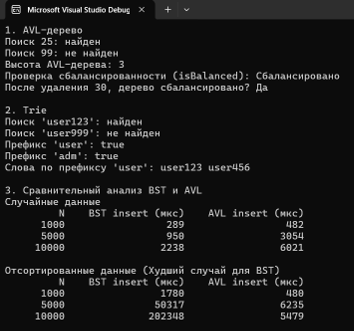 Microsoft Visual Studio Debug
1. AVL-дерево
Поиск 25: найден
Поиск 99: не найден
Высота AVL-дерева: 3
Проверка сбалансированности (isBalanced): Сбалансировано
После удаления 30, дерево сбалансировано? Да
2. Trie
Поиск 'user123': найден
Поиск 'user999': не найден
Префикс 'user': true
Префикс 'adm': true
Слова по префиксу 'user': user123 user456
3. Сравнительный анализ BST и AVL
Случайные данные
N BST insert (мкс) AVL insert (мкс)
1000 289 482
5000 950 3054
10000 2238 6021
Отсортированные данные (Худший случай для BST)
N BST insert (мкс) AVL insert (мкс)
1000 1780 480
5000 50317 6235
10000 202348 5479